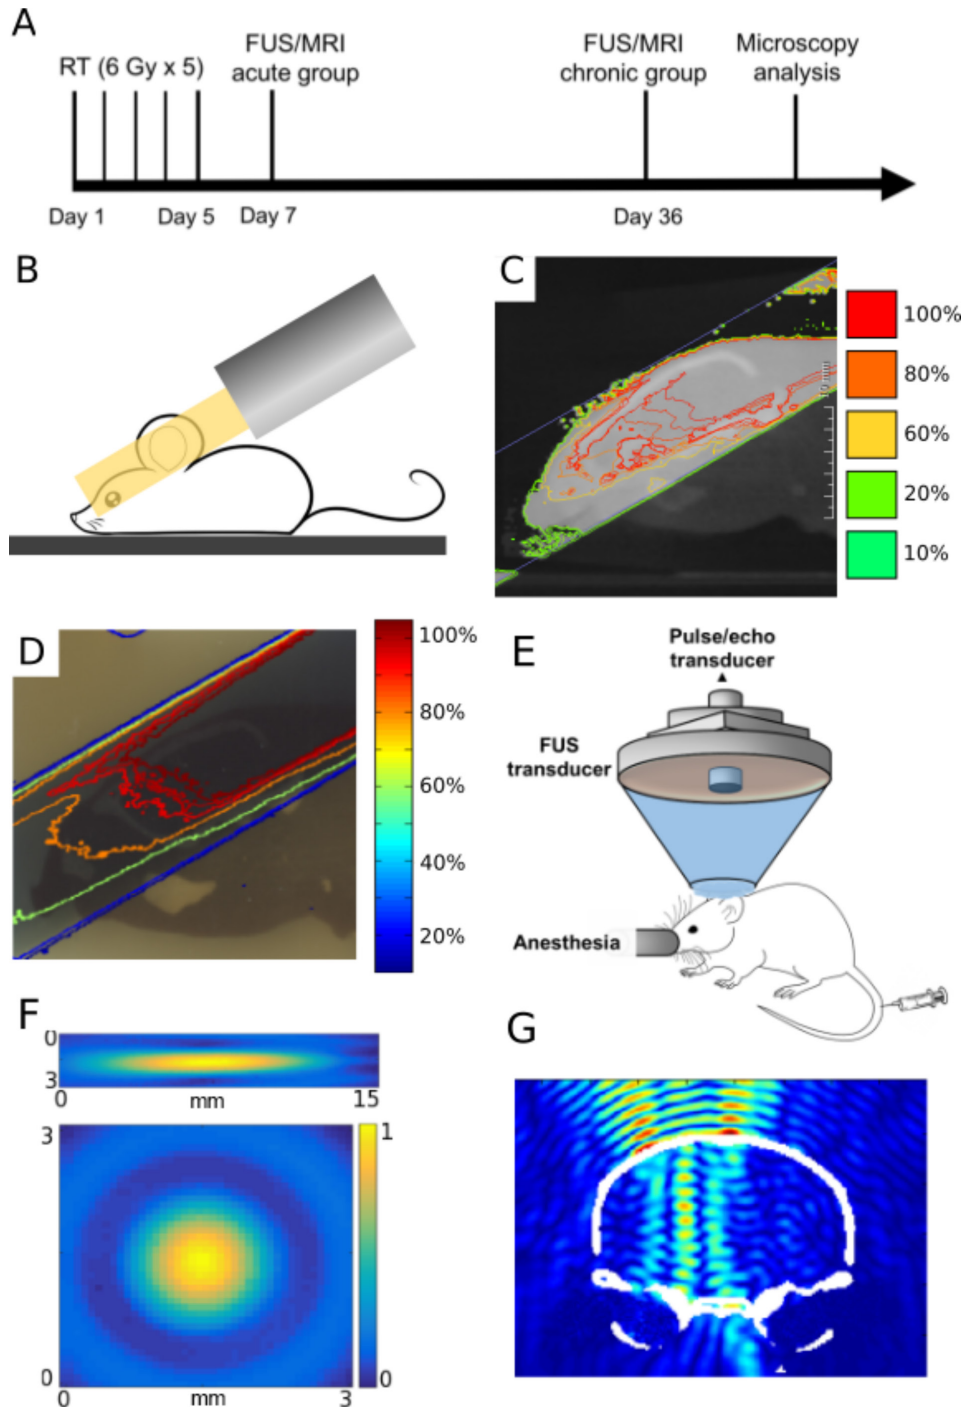 A
RT (6 Gy x 5)
FUS/MRI
acute group
FUS/MRI
chronic group
Microscopy
analysis
Day 1
Day 5
Day 7
Day 36
B
C
10 mm
100%
80%
60%
20%
10%
D
100%
80%
60%
40%
20%
E
Pulse/echo
transducer
FUS
transducer
Anesthesia
F
0
3
0
mm
15
3
0
0
mm
3
1
0
G